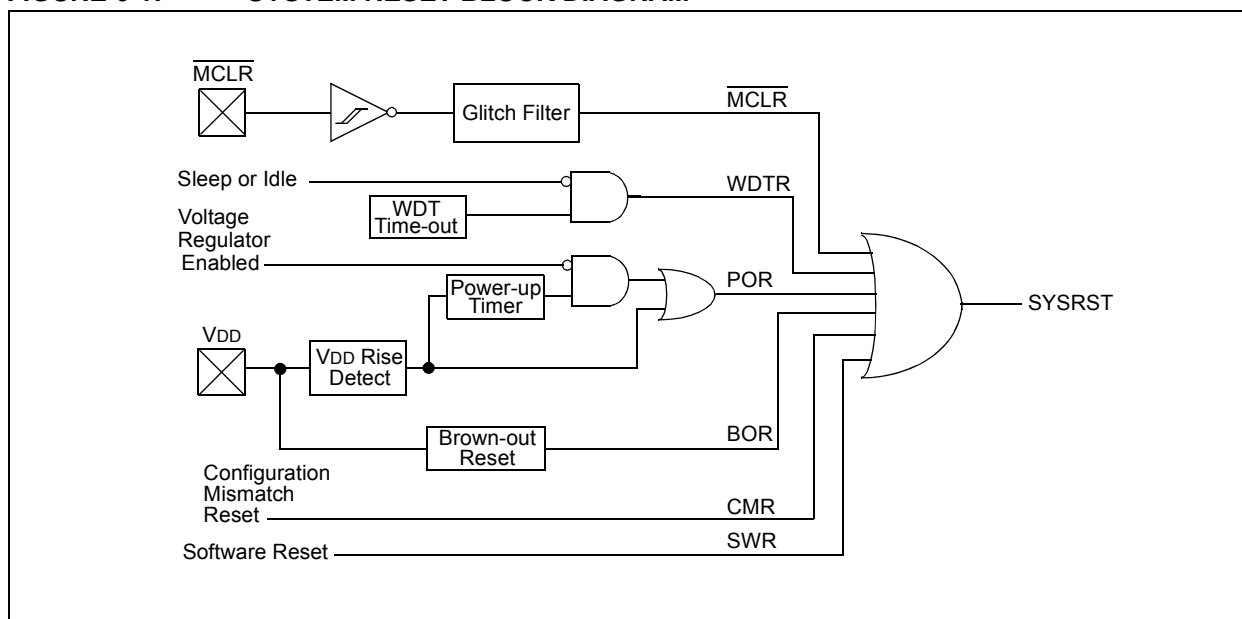 MCLR
Glitch Filter
MCLR
Sleep or Idle
WDTR
WDT
Time-out
Voltage
Regulator
Enabled
Power-up
Timer
POR
SYSRST
VDD
VDD Rise
Detect
Brown-out
Reset
BOR
Configuration
Mismatch
Reset
CMR
Software Reset
SWR